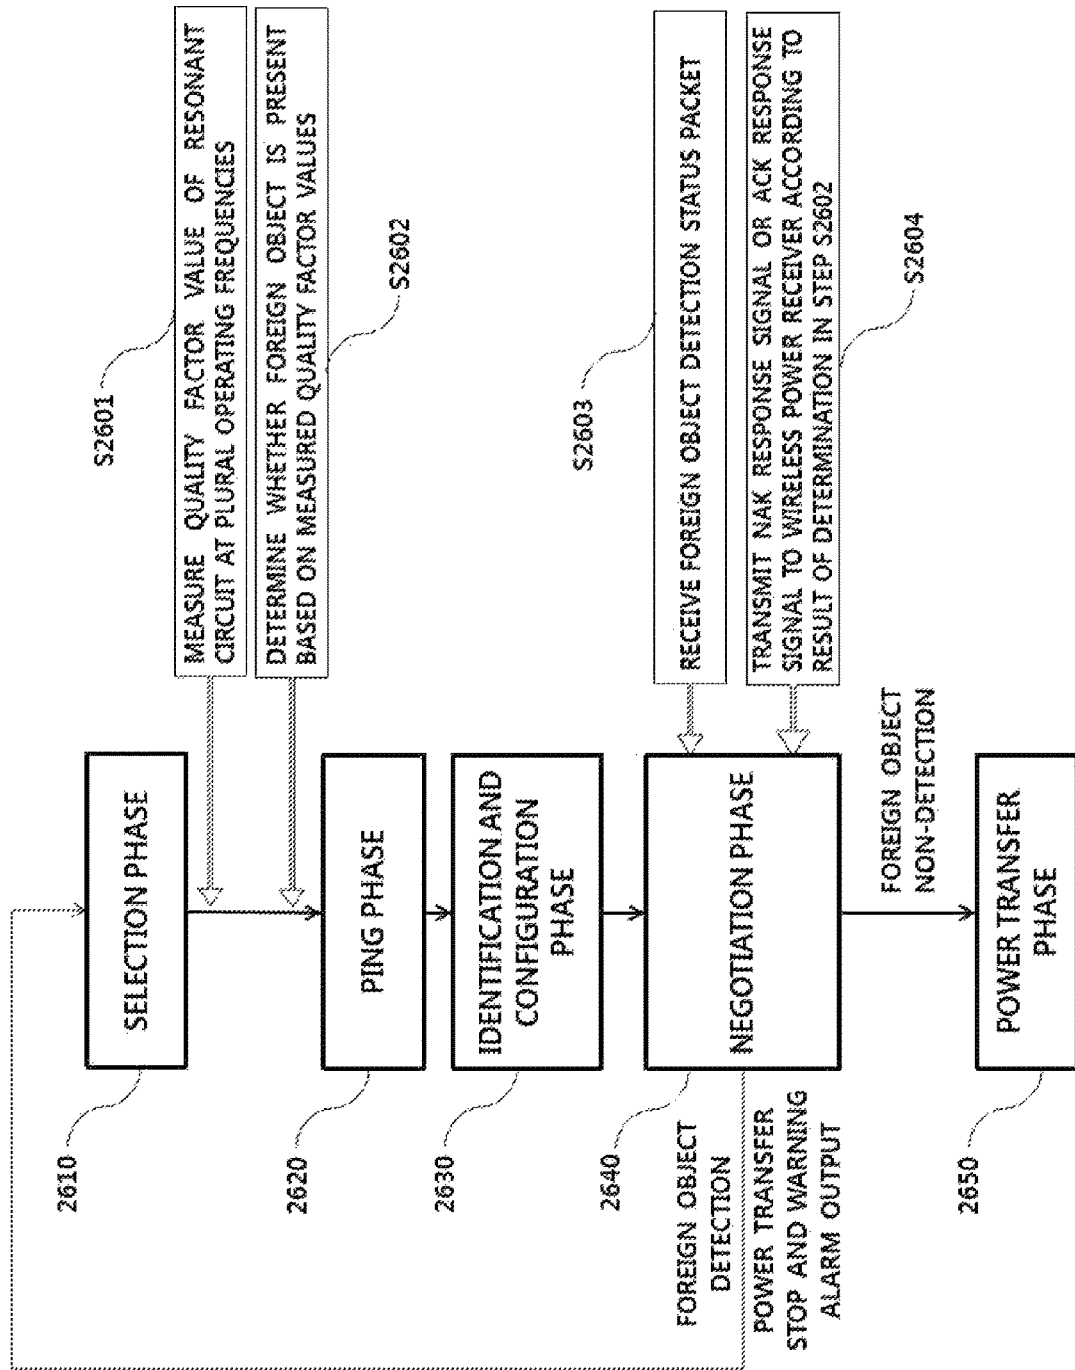 S2601
MEASURE QUALITY FACTOR VALUE OF RESONANT
CIRCUIT AT PLURAL OPERATING FREQUENCIES
DETERMINE WHETHER FOREIGN OBJECT IS PRESENT
BASED ON MEASURED QUALITY FACTOR VALUES
S2602
S2603
RECEIVE FOREIGN OBJECT DETECTION STATUS PACKET
TRANSMIT NAK RESPONSE SIGNAL OR ACK RESPONSE
SIGNAL TO WIRELESS POWER RECEIVER ACCORDING TO
RESULT OF DETERMINATION IN STEP S2602
S2604
SELECTION PHASE
PING PHASE
IDENTIFICATION AND
CONFIGURATION
PHASE
NEGOTIATION PHASE
FOREIGN OBJECT
NON-DETECTION
POWER TRANSFER
PHASE
2610
2620
2630
2640
2650
FOREIGN OBJECT
DETECTION
POWER TRANSFER
STOP AND WARNING
ALARM OUTPUT